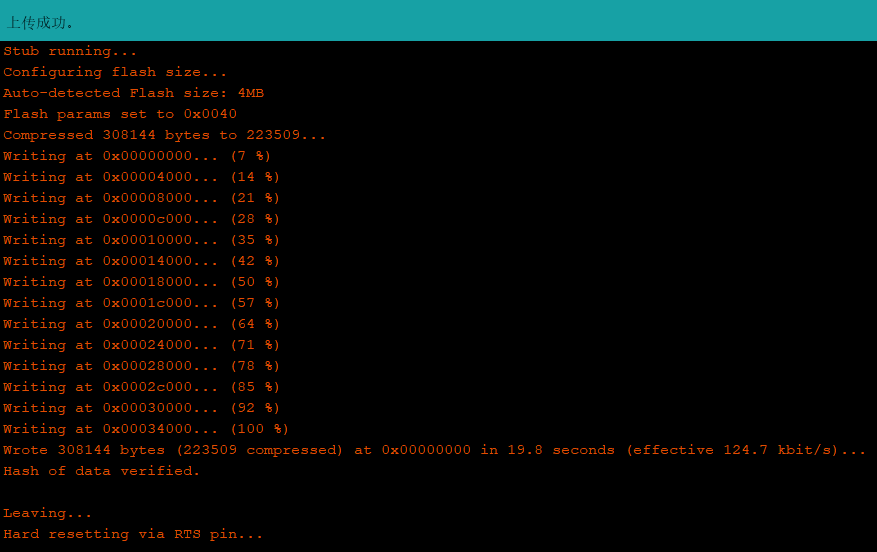 上传成功。
Stub running...
Configuring flash size...
Auto-detected Flash size: 4MB
Flash params set to 0x0040
Compressed 308144 bytes to 223509...
Writing at 0x00000000... (7 %)
Writing at 0x00004000... (14 %)
Writing at 0x00008000... (21 %)
Writing at 0x0000c000... (28 %)
Writing at 0x00010000... (35 %)
Writing at 0x00014000... (42 %)
Writing at 0x00018000... (50 %)
Writing at 0x0001c000... (57 %)
Writing at 0x00020000... (64 %)
Writing at 0x00024000... (71 %)
Writing at 0x00028000... (78 %)
Writing at 0x0002c000... (85 %)
Writing at 0x00030000... (92 %)
Writing at 0x00034000... (100 %)
Wrote 308144 bytes (223509 compressed) at 0x00000000 in 19.8 seconds (effective 124.7 kbit/s)...
Hash of data verified.
Leaving...
Hard resetting via RTS pin...